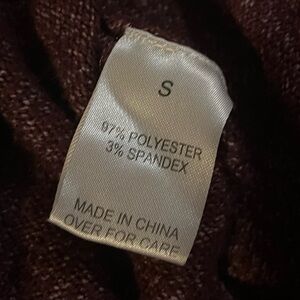 S
97% POLYESTER
3% SPANDEX
MADE IN CHINA
OVER FOR CARE